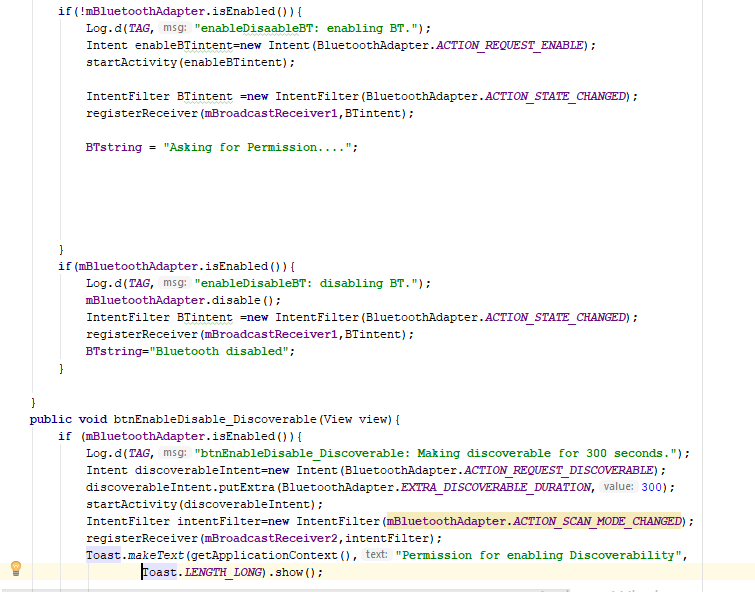 if(!mBluetoothAdapter.isEnabled()){
Log.d(TAG, msg: "enableDisaableBT: enabling BT.");
Intent enableBTintent=new Intent(BluetoothAdapter.ACTION_REQUEST_ENABLE);
startActivity(enableBTintent);
IntentFilter BTintent =new IntentFilter(BluetoothAdapter.ACTION_STATE_CHANGED);
registerReceiver(mBroadcastReceiver1,BTintent);
BTstring = "Asking for Permission....";
}
if(mBluetoothAdapter.isEnabled()){
Log.d(TAG, msg: "enableDisableBT: disabling BT.");
mBluetoothAdapter.disable();
IntentFilter BTintent =new IntentFilter(BluetoothAdapter.ACTION_STATE_CHANGED);
registerReceiver(mBroadcastReceiver1,BTintent);
BTstring="Bluetooth disabled";
}
}
public void btnEnableDisable_Discoverable(View view){
if (mBluetoothAdapter.isEnabled()){
Log.d(TAG, msg: "btnEnableDisable_Discoverable: Making discoverable for 300 seconds.");
Intent discoverableIntent=new Intent(BluetoothAdapter.ACTION_REQUEST_DISCOVERABLE);
discoverableIntent.putExtra(BluetoothAdapter.EXTRA_DISCOVERABLE_DURATION, value: 300);
startActivity(discoverableIntent);
IntentFilter intentFilter=new IntentFilter(mBluetoothAdapter.ACTION_SCAN_MODE_CHANGED);
registerReceiver(mBroadcastReceiver2,intentFilter);
Toast.makeText(getApplicationContext(), text: "Permission for enabling Discoverability",
Toast.LENGTH_LONG).show();